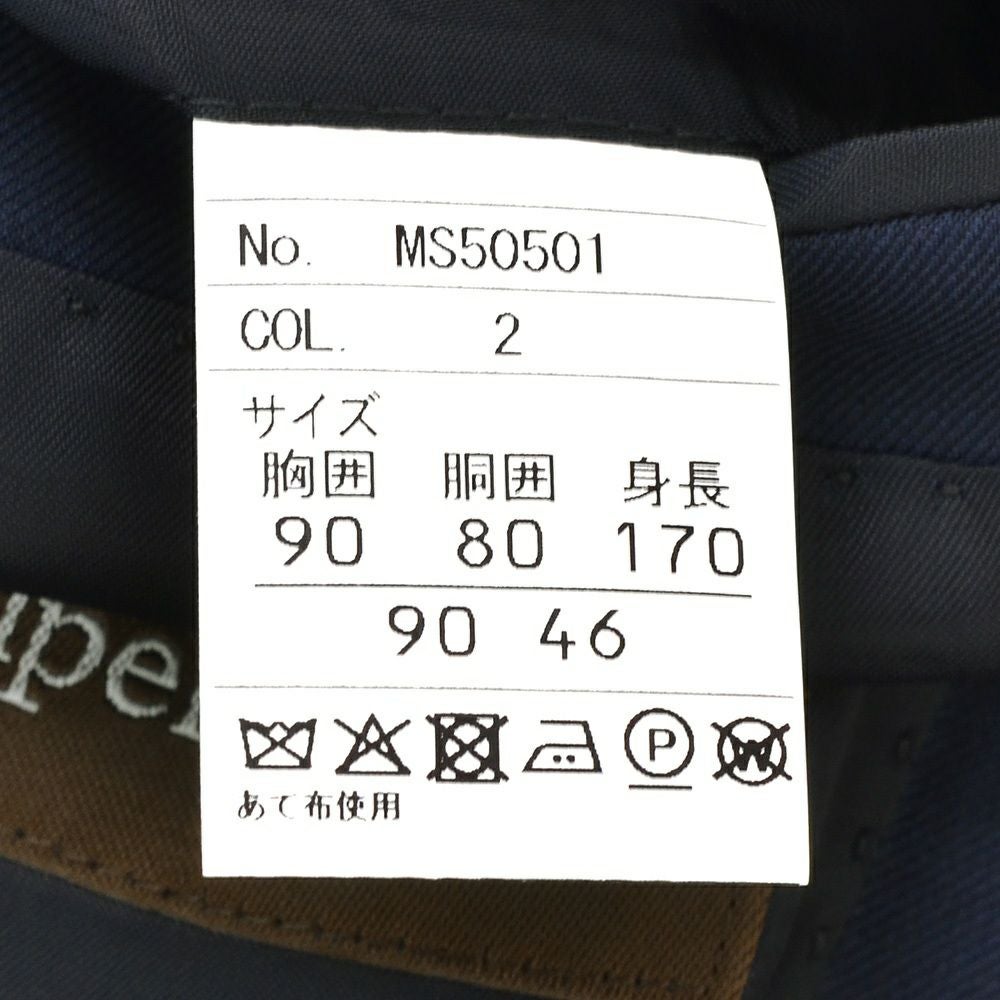 No. MS50501
COL. 2
サイズ
胸囲 胴囲 身長
90 80 170
90 46
P W
あて布使用